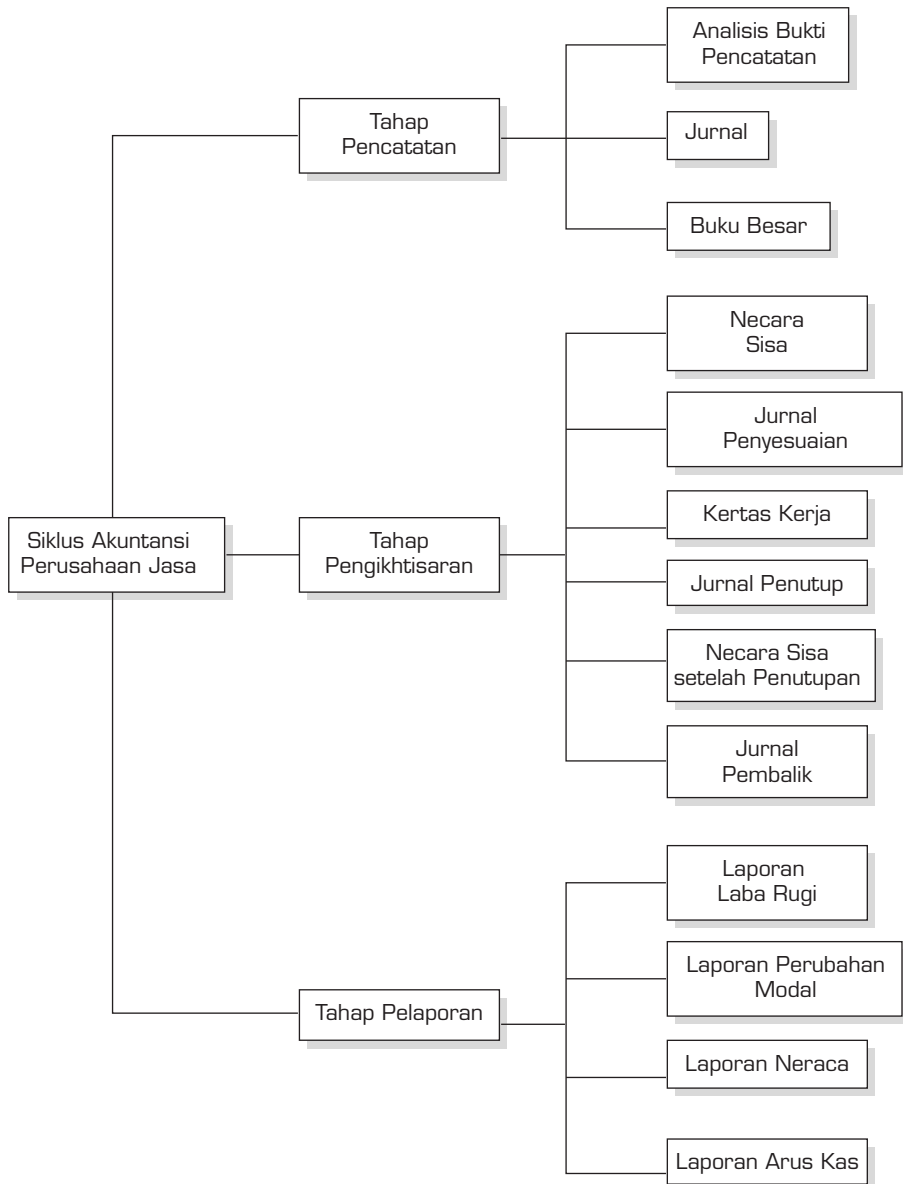 Analisis Bukti
Pencatatan
Tahap
Pencatatan
Jurnal
Buku Besar
Necara
Sisa
Jurnal
Penyesuaian
Kertas Kerja
Siklus Akuntansi
Perusahaan Jasa
Tahap
Pengikhtisaran
Jurnal Penutup
Necara Sisa
setelah Penutupan
Jurnal
Pembalik
Laporan
Laba Rugi
Laporan Perubahan
Modal
Tahap Pelaporan
Laporan Neraca
Laporan Arus Kas